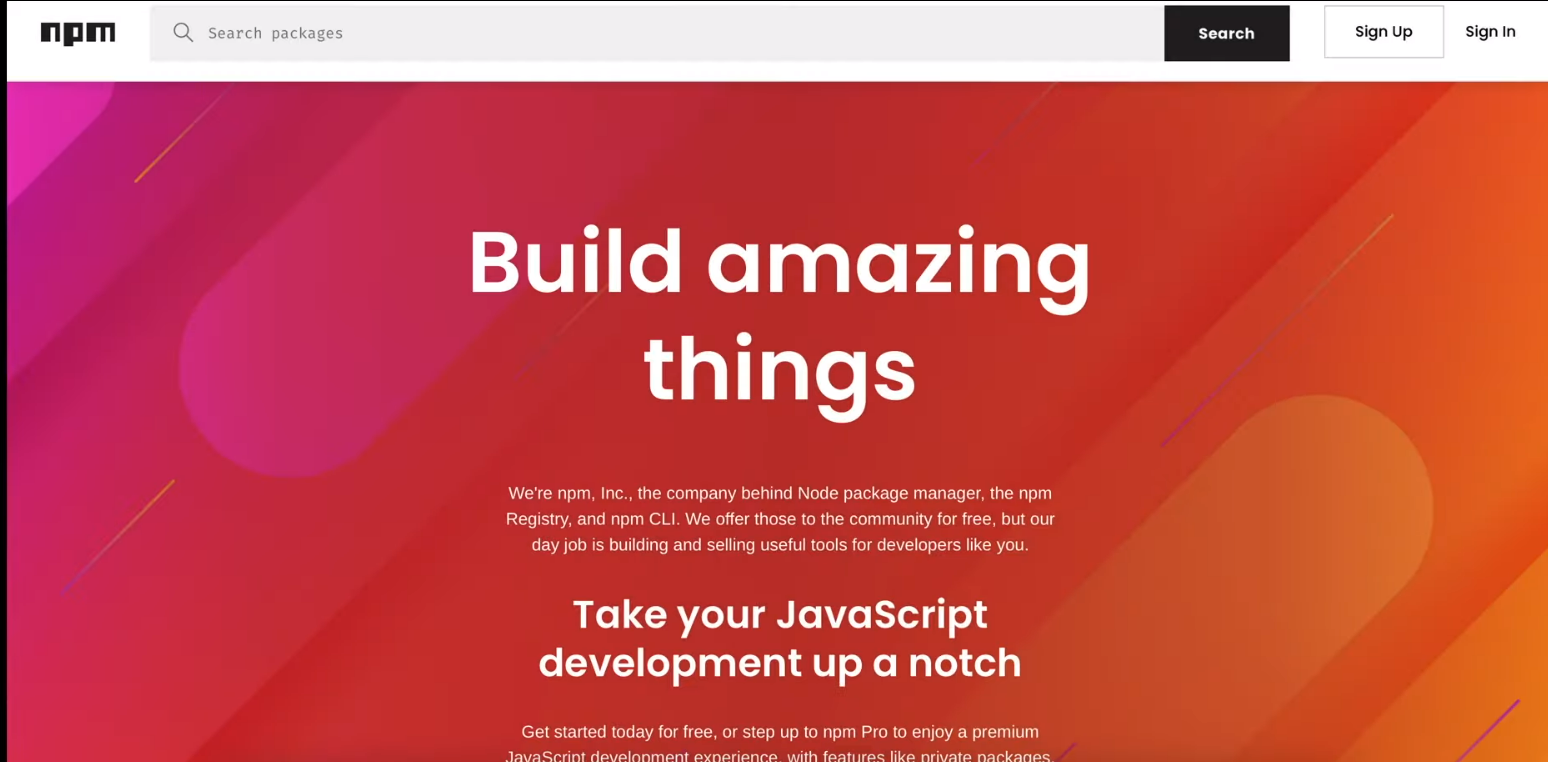 npm
Search packages
Search
Sign Up
Sign In
Build amazing
things
We're npm, Inc., the company behind Node package manager, the npm
Registry, and npm CLI. We offer those to the community for free, but our
day job is building and selling useful tools for developers like you.
Take your JavaScript
development up a notch
Get started today for free, or step up to npm Pro to enjoy a premium
JavaScript development experience, with features like private packages.